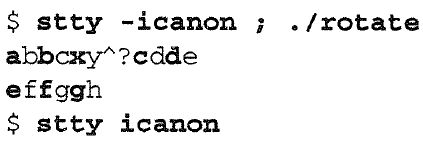 $ stty -icanon ; ./rotate
abbcxy^?cdde
effggh
$ stty icanon